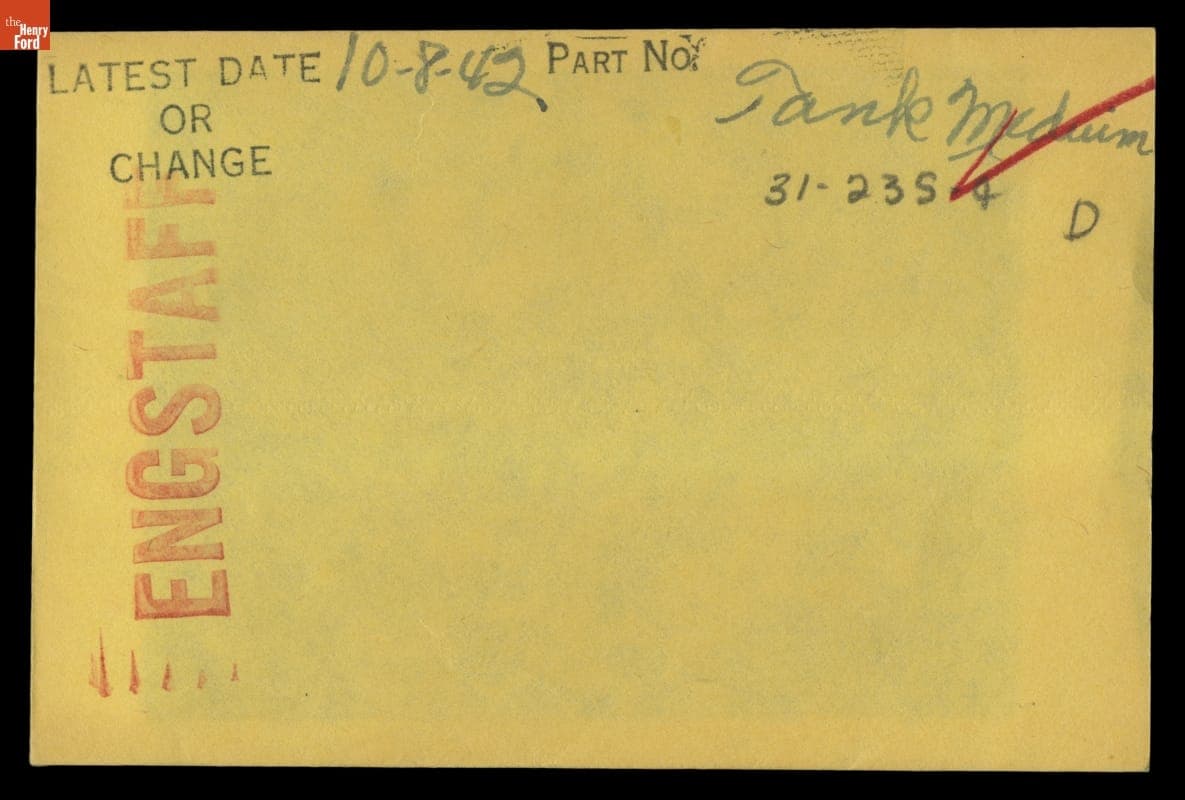 the
Henry
Ford
LATEST DATE 10-8-42 PART NO.
OR
CHANGE
Tank Medium
31-235-4
D
ENGSTAFF